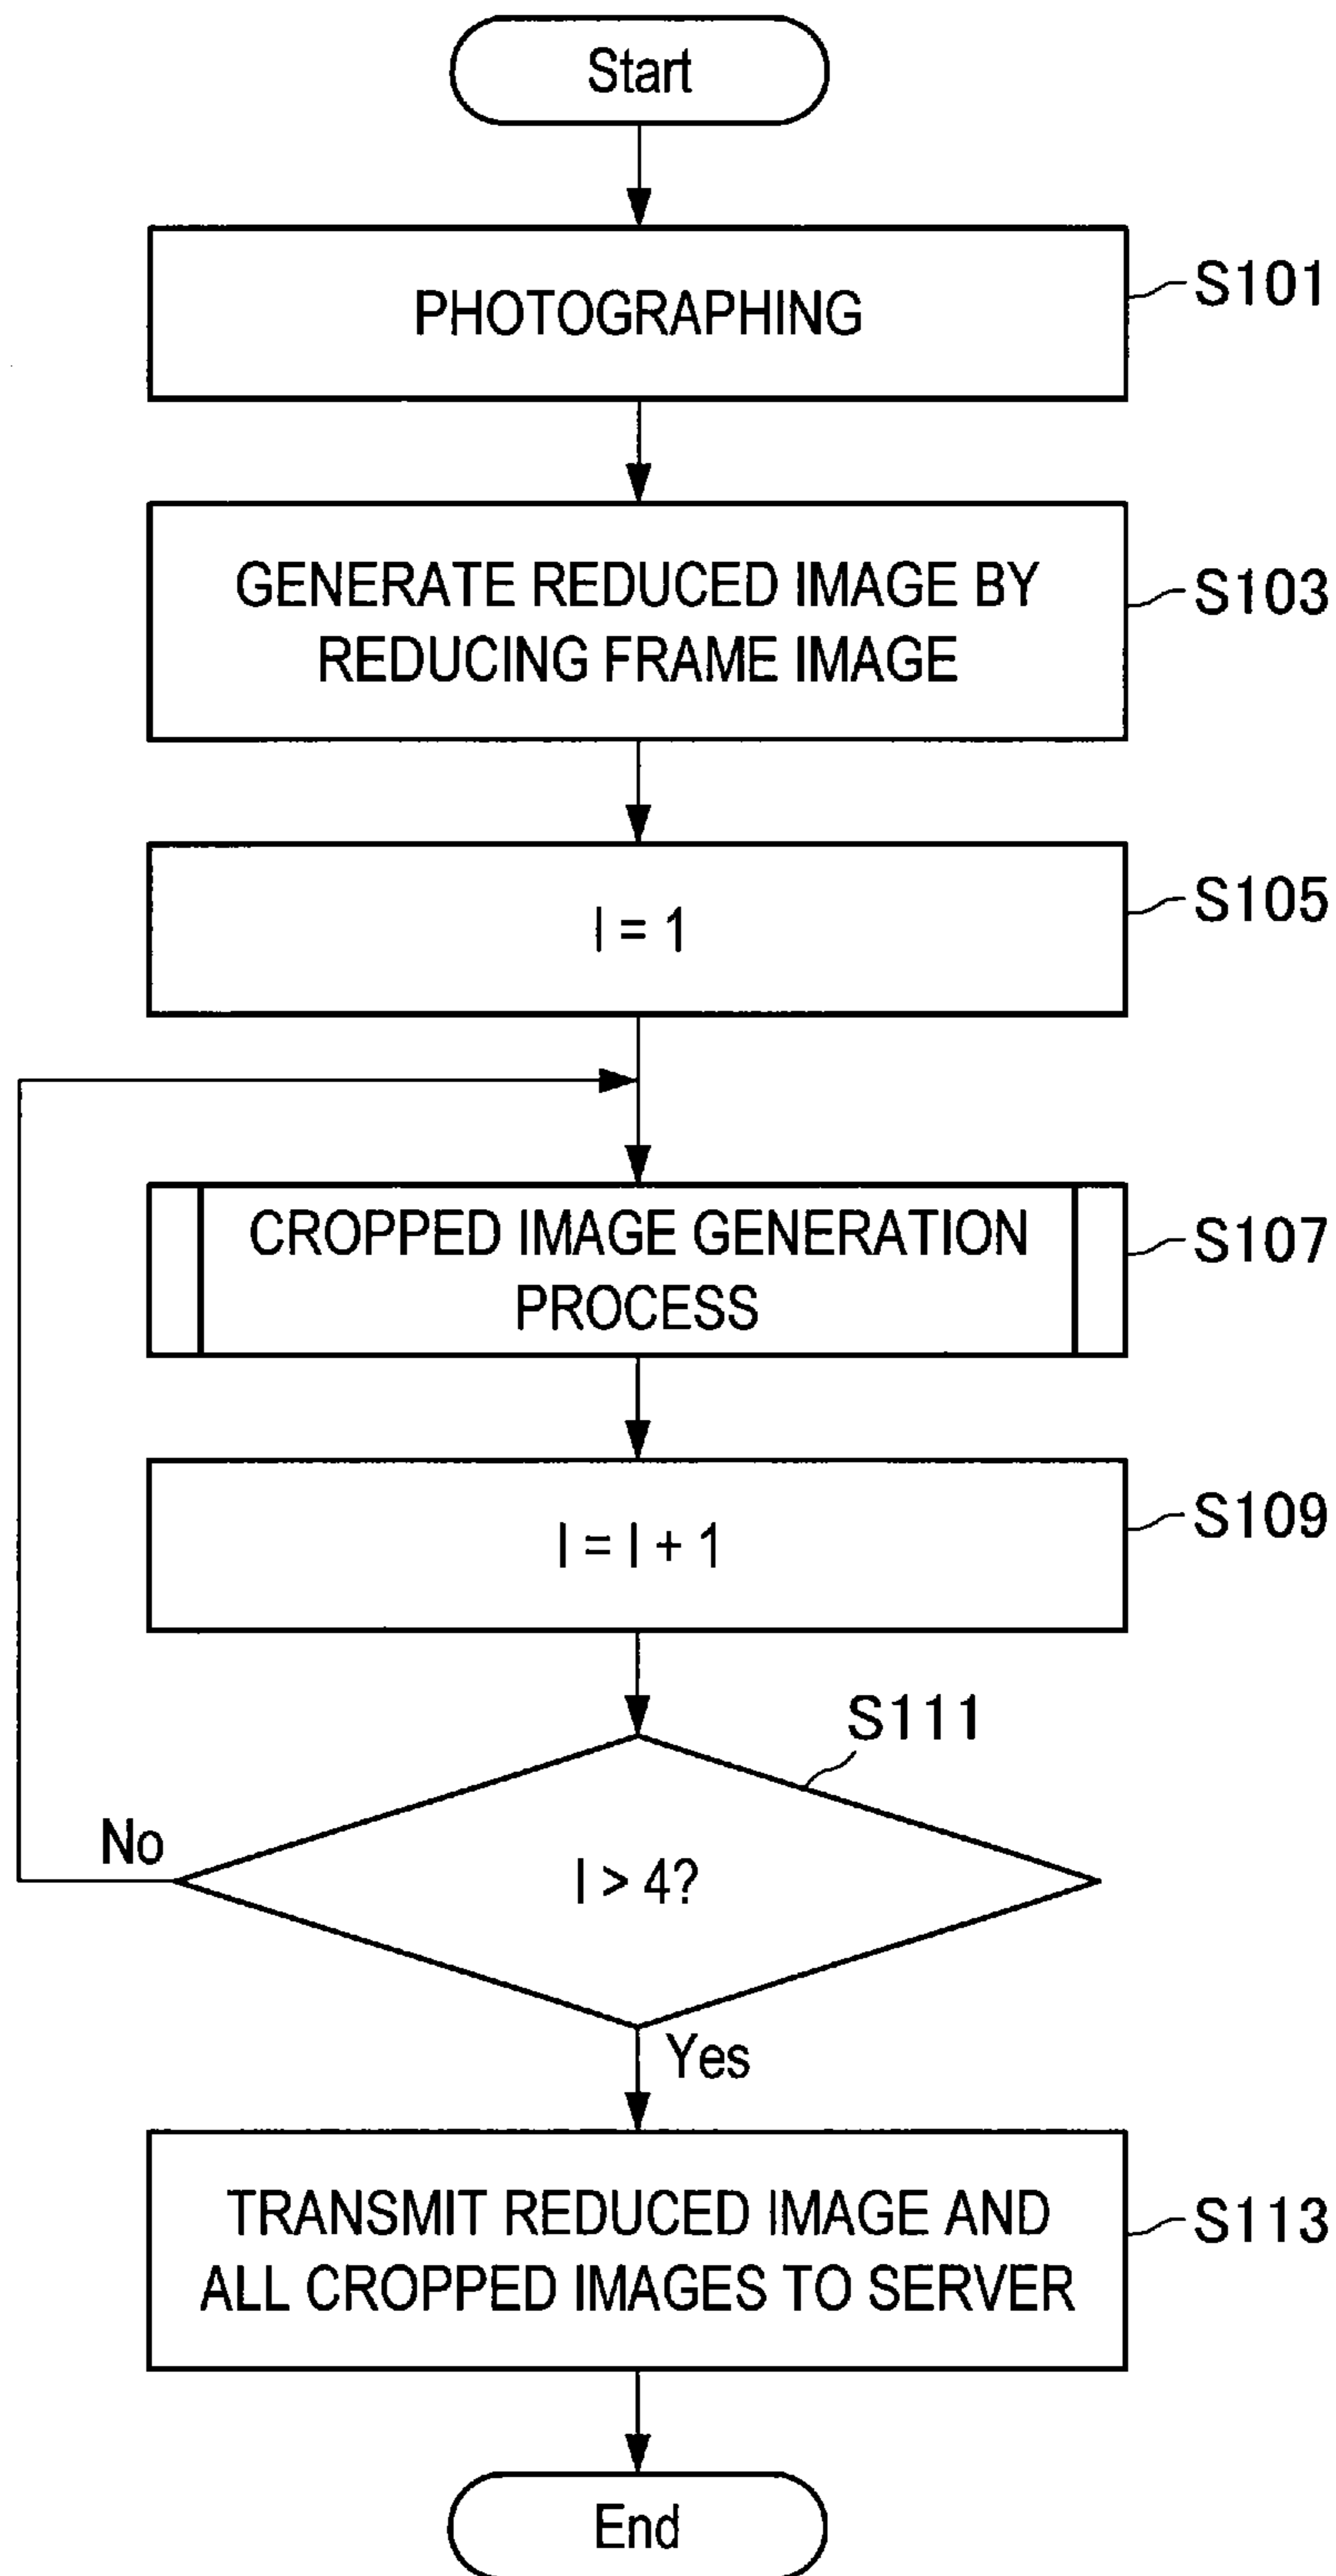 Start
PHOTOGRAPHING
S101
GENERATE REDUCED IMAGE BY
REDUCING FRAME IMAGE
S103
I = 1
S105
CROPPED IMAGE GENERATION
PROCESS
S107
I = I + 1
S109
S111
I > 4?
No
Yes
TRANSMIT REDUCED IMAGE AND
ALL CROPPED IMAGES TO SERVER
S113
End